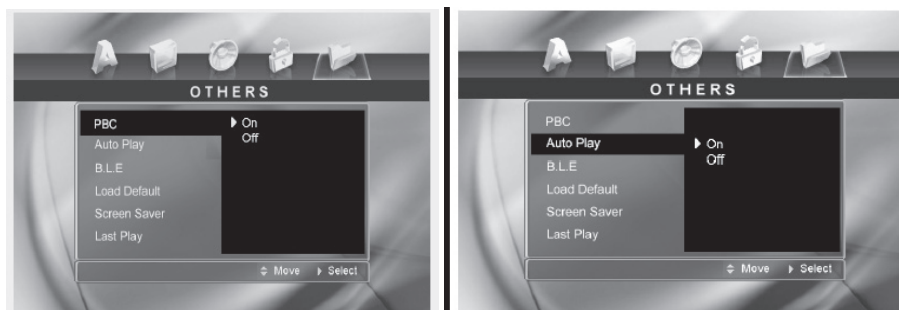 OTHERS
PBC
On
Off
Auto Play
B.L.E
Load Default
Screen Saver
Last Play
Move Select
OTHERS
PBC
Auto Play
On
Off
B.L.E
Load Default
Screen Saver
Last Play
Move Select